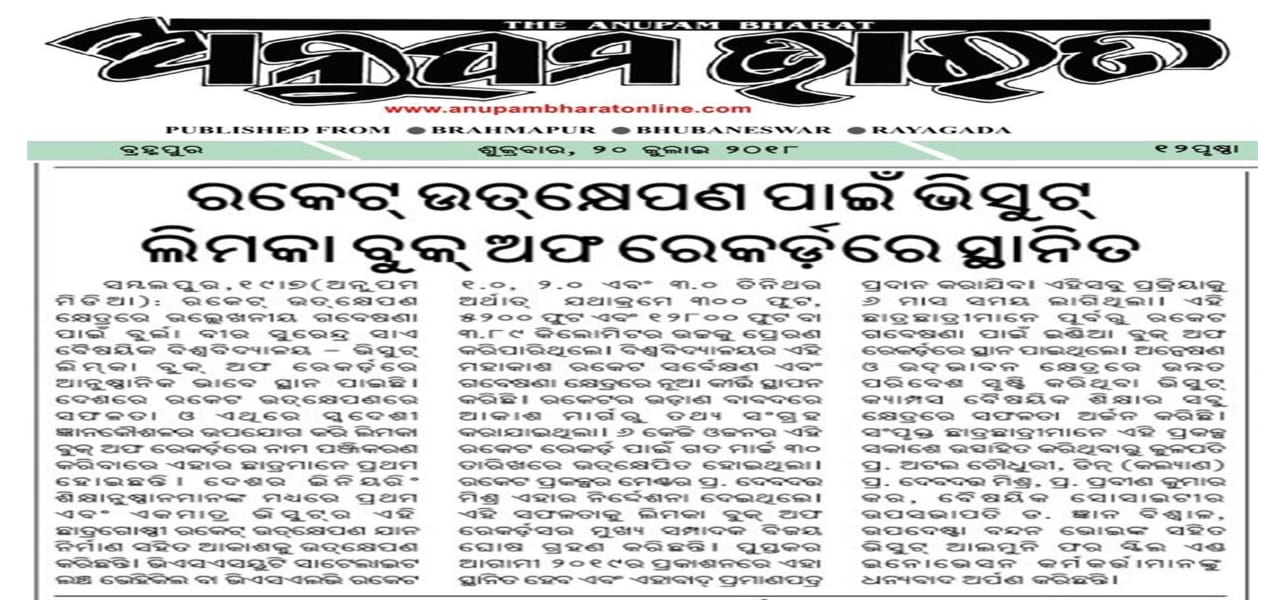 THE ANUPAM BHARAT
ଅନୁପମ ଭାରତ
www.anupambharatonline.com
PUBLISHED FROM ●BRAHMAPUR ●BHUBANESWAR ●RAYAGADA
ବ୍ରହ୍ମପୁର ଶୁକ୍ରବାର, ୨୦ ଜୁଲାଇ ୨୦୧୮ ୧୨ପୃଷ୍ଠା
ରକେଟ୍ ଉତ୍‌କ୍ଷେପଣ ପାଇଁ ଭିସୁଟ୍
ଲିମକା ବୁକ୍ ଅଫ ରେକର୍ଡ଼ରେ ସ୍ଥାନିତ
ସମ୍ବଲପୁର,୧୯।୭(ଅନୁପମ
ମିଡିଆ): ରକେଟ୍ ଉତ୍‌କ୍ଷେପଣ
କ୍ଷେତ୍ରରେ ଉଲ୍ଲେଖନୀୟ ଗବେଷଣା
ପାଇଁ ବୁର୍ଲା ବୀର ସୁରେନ୍ଦ୍ର ସାଏ
ବୈଷୟିକ ବିଶ୍ୱବିଦ୍ୟାଳୟ – ଭିସୁଟ୍
ଲିମ୍‌କା ବୁକ୍ ଅଫ ରେକର୍ଡ଼ରେ
ଆନୁଷ୍ଠାନିକ ଭାବେ ସ୍ଥାନ ପାଇଛି।
ଦେଶରେ ରକେଟ ଉତ୍‌କ୍ଷେପଣରେ
ସଫଳତା ଓ ଏଥିରେ ସ୍ୱଦେଶୀ
ଜ୍ଞାନକୌଶଳର ଉପଯୋଗ କରି ଲିମକା
ବୁକ୍ ଅଫ ରେକର୍ଡ଼ରେ ନାମ ପଞ୍ଜିକରଣ
କରିବାରେ ଏହାର ଛାତ୍ରମାନେ ପ୍ରଥମ
ହୋଇଛନ୍ତି। ଦେଶର ଇଁନିୟରିଂ
ଶିକ୍ଷାନୁଷ୍ଠାନମାନଙ୍କ ମଧ୍ୟରେ ପ୍ରଥମ
ଏବଂ ଏକମାତ୍ର ଭିସୁଟ୍‌ର ଏହି
ଛାତ୍ରଗୋଷ୍ଠୀ ରକେଟ୍ ଉତ୍‌କ୍ଷେପଣ ଯାନ
ନିର୍ମାଣ ସହିତ ଆକାଶକୁ ଉତ୍‌କ୍ଷେପଣ
କରିଛନ୍ତି। ଭିଏସଏସୟୁଟି ସାଟେଲାଇଟ
ଲଞ୍ଚ ଭେହିକିଲ ବା ଭିଏସଏଲଭି ରକେଟ
୧.୦, ୨.୦ ଏବଂ ୩.୦ ତିନିଥର
ଅର୍ଥାତ୍ ଯଥାକ୍ରମେ ୩୦୦ ଫୁଟ,
୫୨୦୦ ଫୁଟ ଏବଂ ୧୨୮୦୦ ଫୁଟ ବା
୩.୮୯ କିଲୋମିଟର ଉଚ୍ଚକୁ ପ୍ରେରଣ
କରିପାରିଥିଲେ। ବିଶ୍ୱବିଦ୍ୟାଳୟର ଏହି
ମହାକାଶ ରକେଟ ସର୍ବେକ୍ଷଣ ଏବଂ
ଗବେଷଣା କ୍ଷେତ୍ରରେ ନୂଆ କୀର୍ତ୍ତି ସ୍ଥାପନ
କରିଛି। ରକେଟର ଉଡ଼ାଣ ବାବଦରେ
ଆକାଶ ମାର୍ଗରୁ ତଥ୍ୟ ସଂଗ୍ରହ
କରାଯାଇଥିଲା। ୬ କେଜି ଓଜନର ଏହି
ରକେଟ ରେକର୍ଡ଼ ପାଇଁ ଗତ ମାର୍ଚ୍ଚ ୩୦
ତାରିଖରେ ଉତ୍‌କ୍ଷେପିତ ହୋଇଥିଲା।
ରକେଟ ପ୍ରକଳ୍ପର ମେଣ୍ଟର ପ୍ର. ଦେବଦତ୍ତ
ମିଶ୍ର ଏହାର ନିର୍ଦ୍ଦେଶନା ଦେଇଥିଲେ।
ଏହି ସଫଳତାକୁ ଲିମକା ବୁକ୍ ଅଫ
ରେକର୍ଡ଼ସର ମୁଖ୍ୟ ସମ୍ପାଦକ ବିଜୟ
ଘୋଷ ଗ୍ରହଣ କରିଛନ୍ତି। ପୁସ୍ତକର
ଆଗାମୀ ୨୦୧୯ର ପ୍ରକାଶନରେ ଏହା
ସ୍ଥାନିତ ହେବ ଏବଂ ଏହାବାଦ୍ ପ୍ରମାଣପତ୍ର
ପ୍ରଦାନ କରାଯିବ। ଏହିସବୁ ପ୍ରକ୍ରିୟାକୁ
୬ ମାସ ସମୟ ଲାଗିଥିଲା। ଏହି
ଛାତ୍ରଛାତ୍ରୀମାନେ ପୂର୍ବରୁ ରକେଟ
ଗବେଷଣା ପାଇଁ ଇଣ୍ଡିଆ ବୁକ୍ ଅଫ
ରେକର୍ଡ଼ରେ ସ୍ଥାନ ପାଇଥିଲେ। ଅନ୍ୱେଷଣ
ଓ ଉଦ୍‌ଭାବନ କ୍ଷେତ୍ରରେ ଉନ୍ନତ
ପରିବେଶ ସୃଷ୍ଟି କରିଥିବା ଭିସୁଟ୍
କ୍ୟାମ୍ପସ ବୈଷୟିକ ଶିକ୍ଷାର ସବୁ
କ୍ଷେତ୍ରରେ ସଫଳତା ଅର୍ଜନ କରିଛି।
ସଂପୃକ୍ତ ଛାତ୍ରଛାତ୍ରୀମାନେ ଏହି ପ୍ରକଳ୍ପ
ସକାଶେ ଉତ୍ସାହିତ କରିଥିବାରୁ କୁଳପତି
ପ୍ର. ଅଟଳ ଚୌଧୁରୀ, ଡିନ୍ (କଲ୍ୟାଣ)
ପ୍ର. ଦେବଦତ୍ତ ମିଶ୍ର, ପ୍ର. ପ୍ରବୀଣ କୁମାର
କର, ବୈଷୟିକ ସୋସାଇଟୀର
ଉପସଭାପତି ଡ. ଜ୍ଞାନ ବିଶ୍ୱାଳ,
ଉପଦେଷ୍ଟା ବନ୍ଦନ ଭୋଇଙ୍କ ସହିତ
ଭିସୁଟ୍ ଆଲମୁନି ଫର ସ୍କିଲ ଏଣ୍ଡ
ଇନୋଭେସନ କର୍ମକର୍ତ୍ତାମାନଙ୍କୁ
ଧନ୍ୟବାଦ ଅର୍ପଣ କରିଛନ୍ତି।